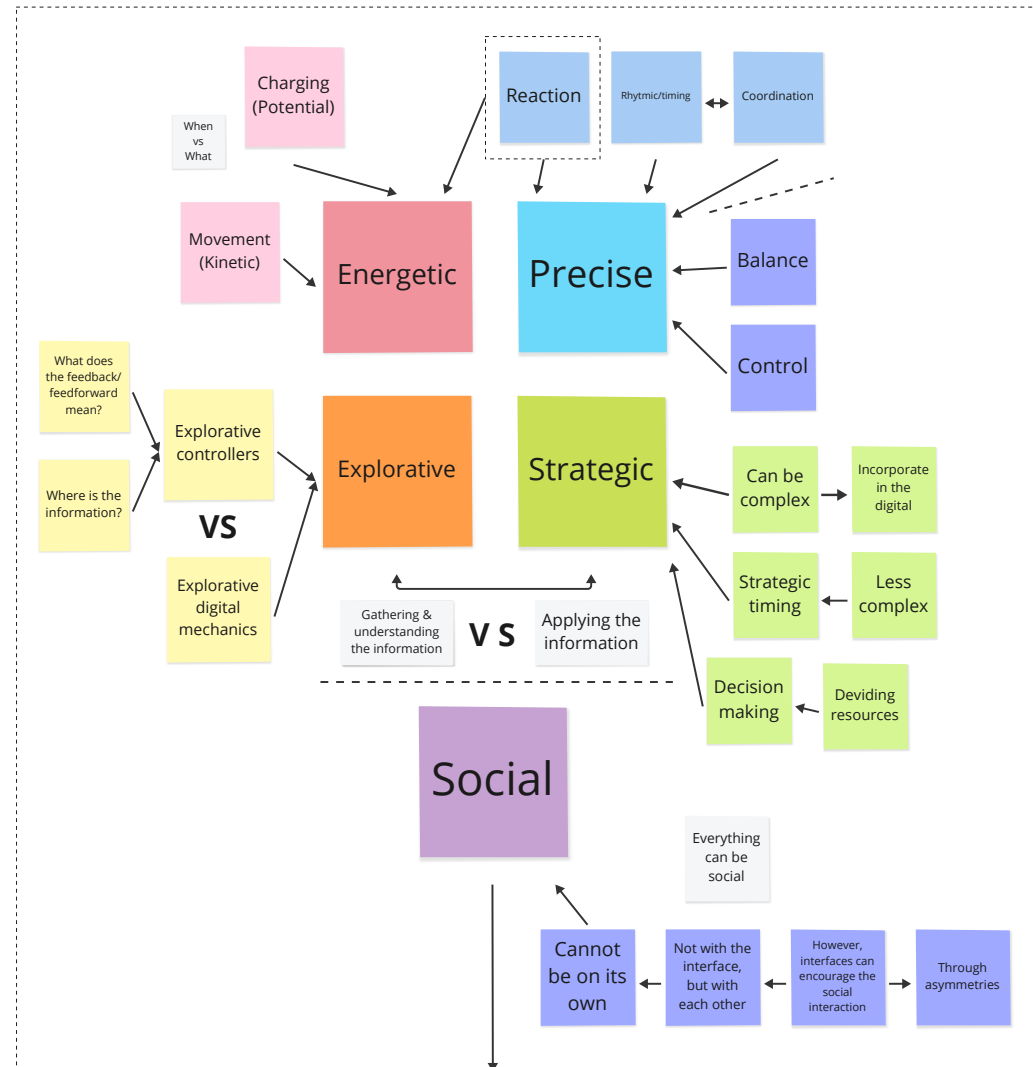 Charging
(Potential)
Reaction
Rhytmic/timing
Coordination
When
vs
What
Movement
(Kinetic)
Energetic
Precise
Balance
Control
What does
the feedback/
feedforward
mean?
Explorative
controllers
Where is the
information?
VS
Explorative
digital
mechanics
Explorative
Strategic
Can be
complex
Incorporate
in the
digital
Strategic
timing
Less
complex
Gathering &
understanding
the information
V S
Applying the
information
Decision
making
Deviding
resources
Social
Everything
can be
social
Cannot
be on its
own
Not with the
interface,
but with
each other
However,
interfaces can
encourage the
social
interaction
Through
asymmetries